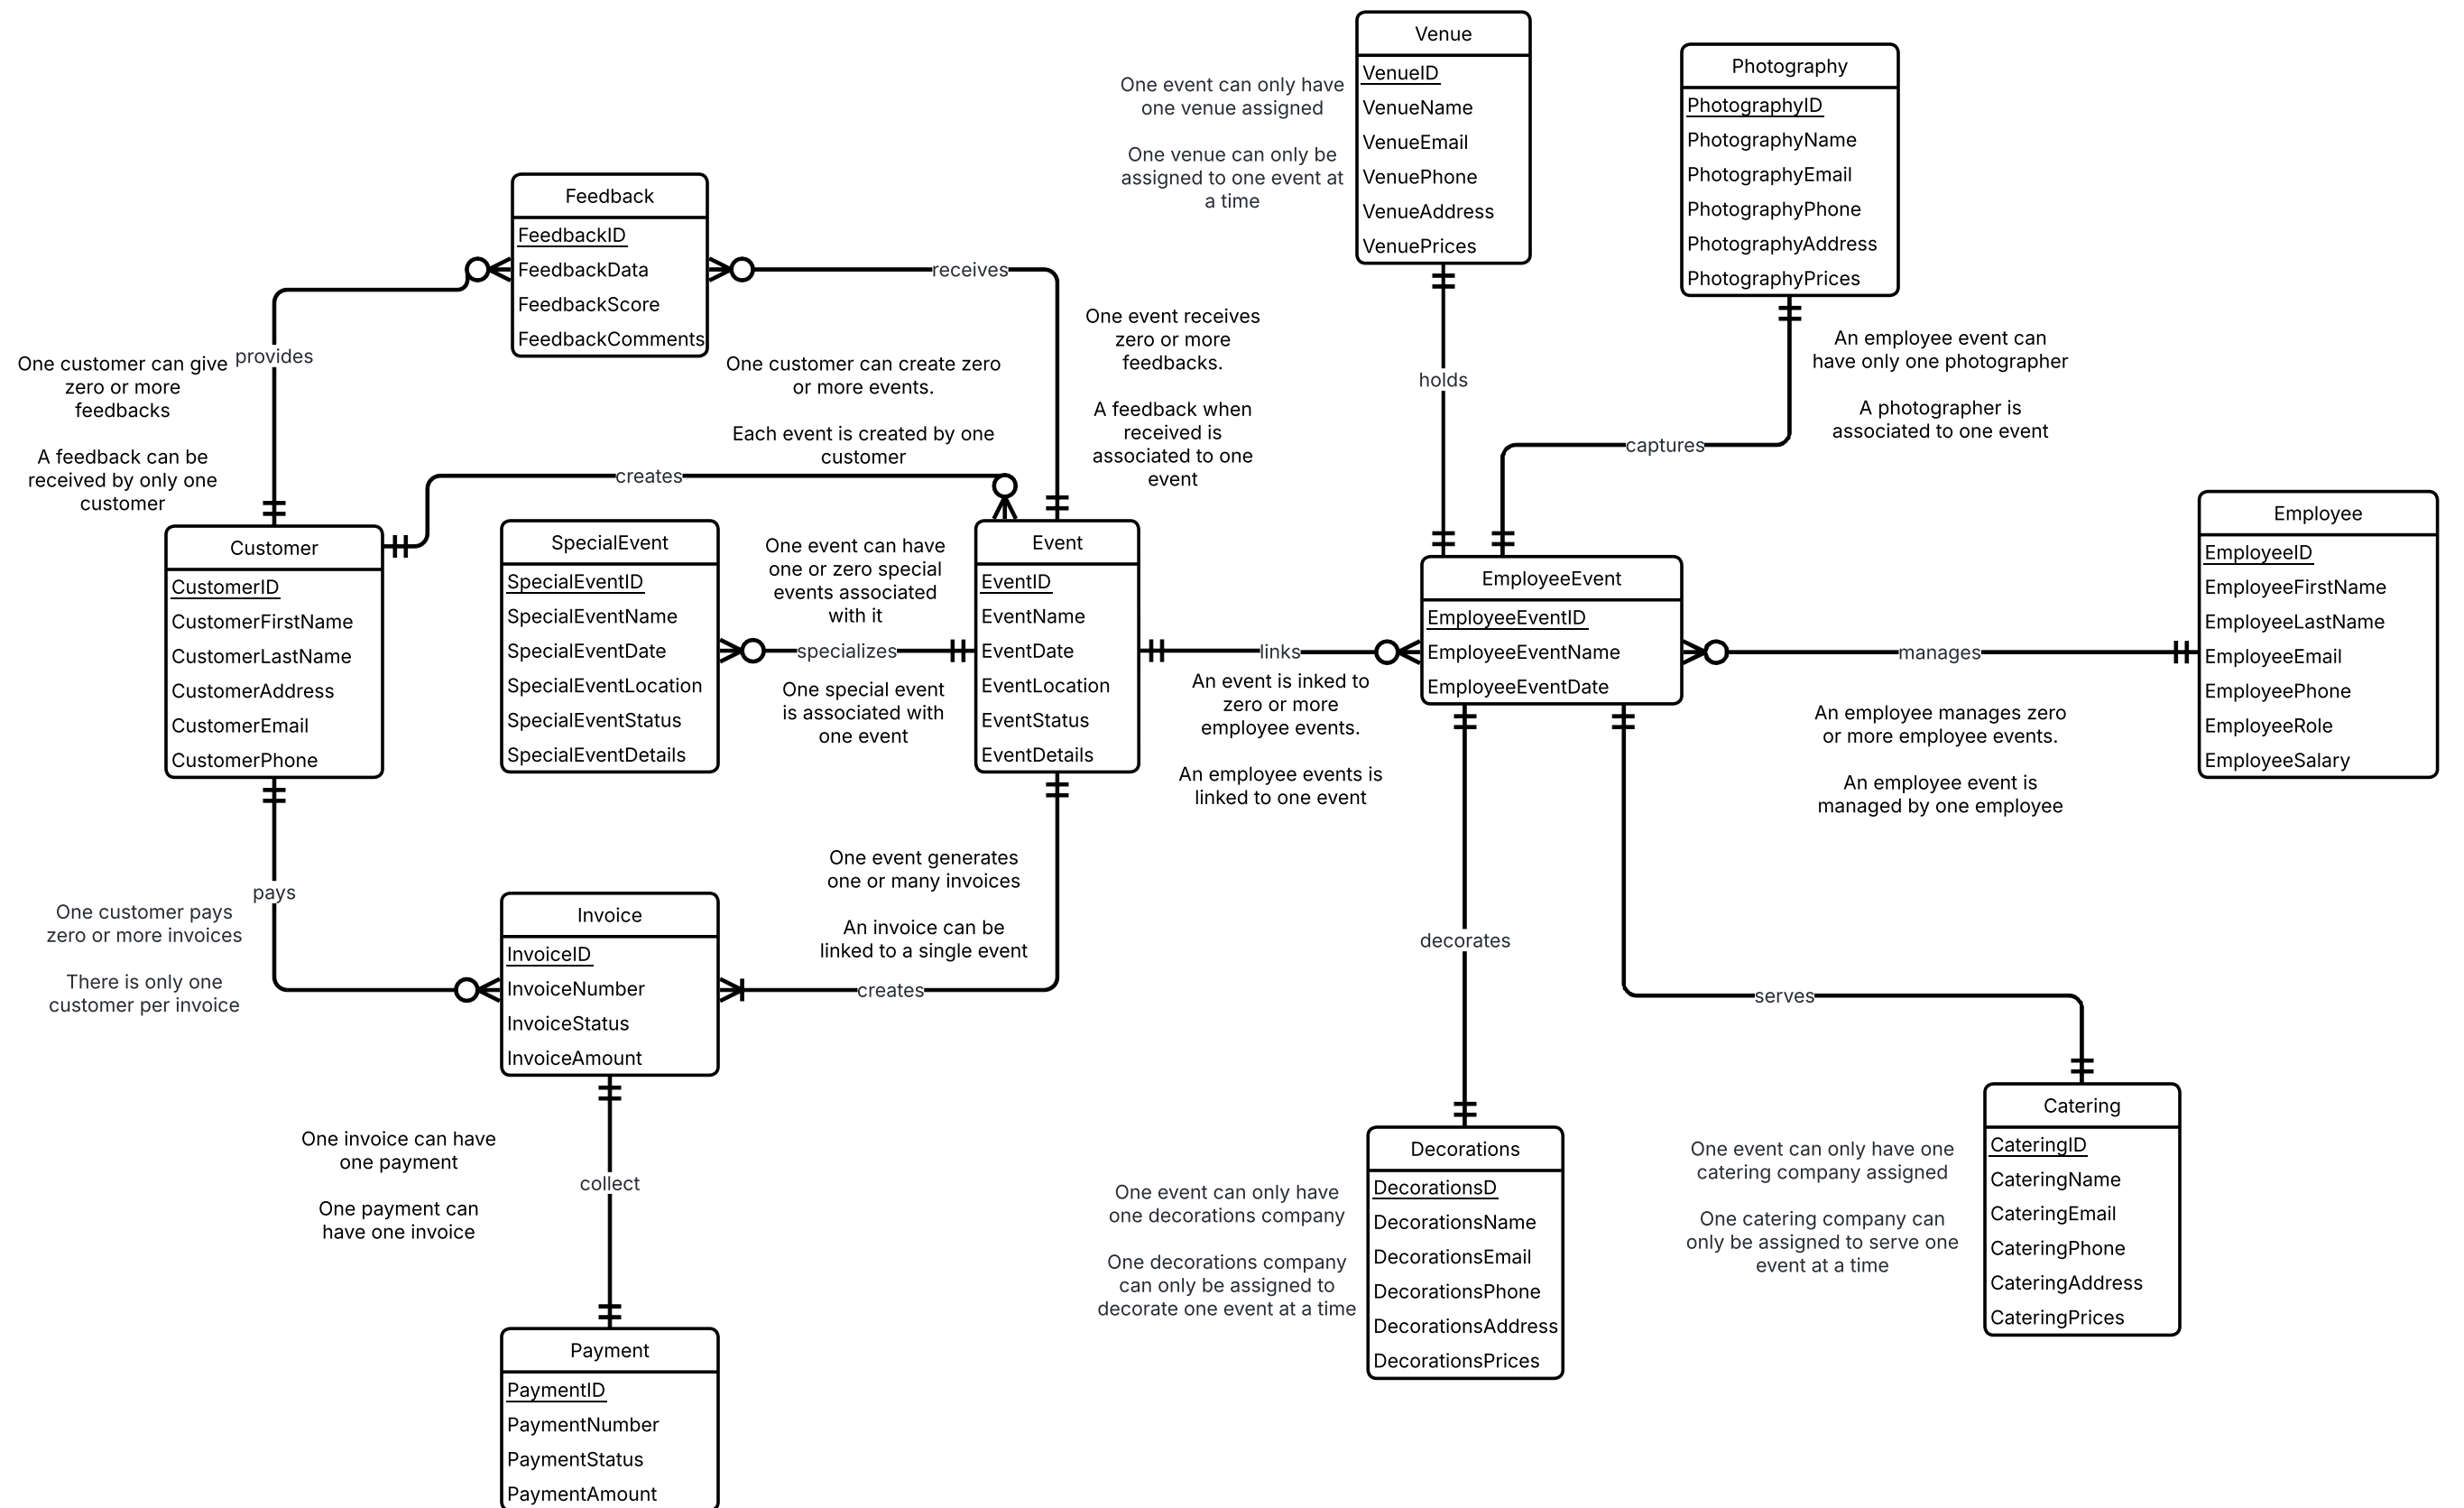 Venue
VenueID
VenueName
VenueEmail
VenuePhone
VenueAddress
VenuePrices
One event can only have
one venue assigned
One venue can only be
assigned to one event at
a time
Photography
PhotographyID
PhotographyName
PhotographyEmail
PhotographyPhone
PhotographyAddress
PhotographyPrices
Feedback
FeedbackID
FeedbackData
FeedbackScore
FeedbackComments
receives
provides
One customer can give
zero or more
feedbacks
A feedback can be
received by only one
customer
One customer can create zero
or more events.
Each event is created by one
customer
creates
One event receives
zero or more
feedbacks.
A feedback when
received is
associated to one
event
holds
An employee event can
have only one photographer
A photographer is
associated to one event
captures
Customer
CustomerID
CustomerFirstName
CustomerLastName
CustomerAddress
CustomerEmail
CustomerPhone
SpecialEvent
SpecialEventID
SpecialEventName
SpecialEventDate
SpecialEventLocation
SpecialEventStatus
SpecialEventDetails
One event can have
one or zero special
events associated
with it
specializes
One special event
is associated with
one event
Event
EventID
EventName
EventDate
EventLocation
EventStatus
EventDetails
links
An event is inked to
zero or more
employee events.
An employee events is
linked to one event
EmployeeEvent
EmployeeEventID
EmployeeEventName
EmployeeEventDate
manages
An employee manages zero
or more employee events.
An employee event is
managed by one employee
Employee
EmployeeID
EmployeeFirstName
EmployeeLastName
EmployeeEmail
EmployeePhone
EmployeeRole
EmployeeSalary
pays
One customer pays
zero or more invoices
There is only one
customer per invoice
Invoice
InvoiceID
InvoiceNumber
InvoiceStatus
InvoiceAmount
One event generates
one or many invoices
An invoice can be
linked to a single event
creates
decorates
serves
One invoice can have
one payment
One payment can
have one invoice
collect
Payment
PaymentID
PaymentNumber
PaymentStatus
PaymentAmount
Decorations
DecorationsD
DecorationsName
DecorationsEmail
DecorationsPhone
DecorationsAddress
DecorationsPrices
One event can only have
one decorations company
One decorations company
can only be assigned to
decorate one event at a time
One event can only have one
catering company assigned
One catering company can
only be assigned to serve one
event at a time
Catering
CateringID
CateringName
CateringEmail
CateringPhone
CateringAddress
CateringPrices